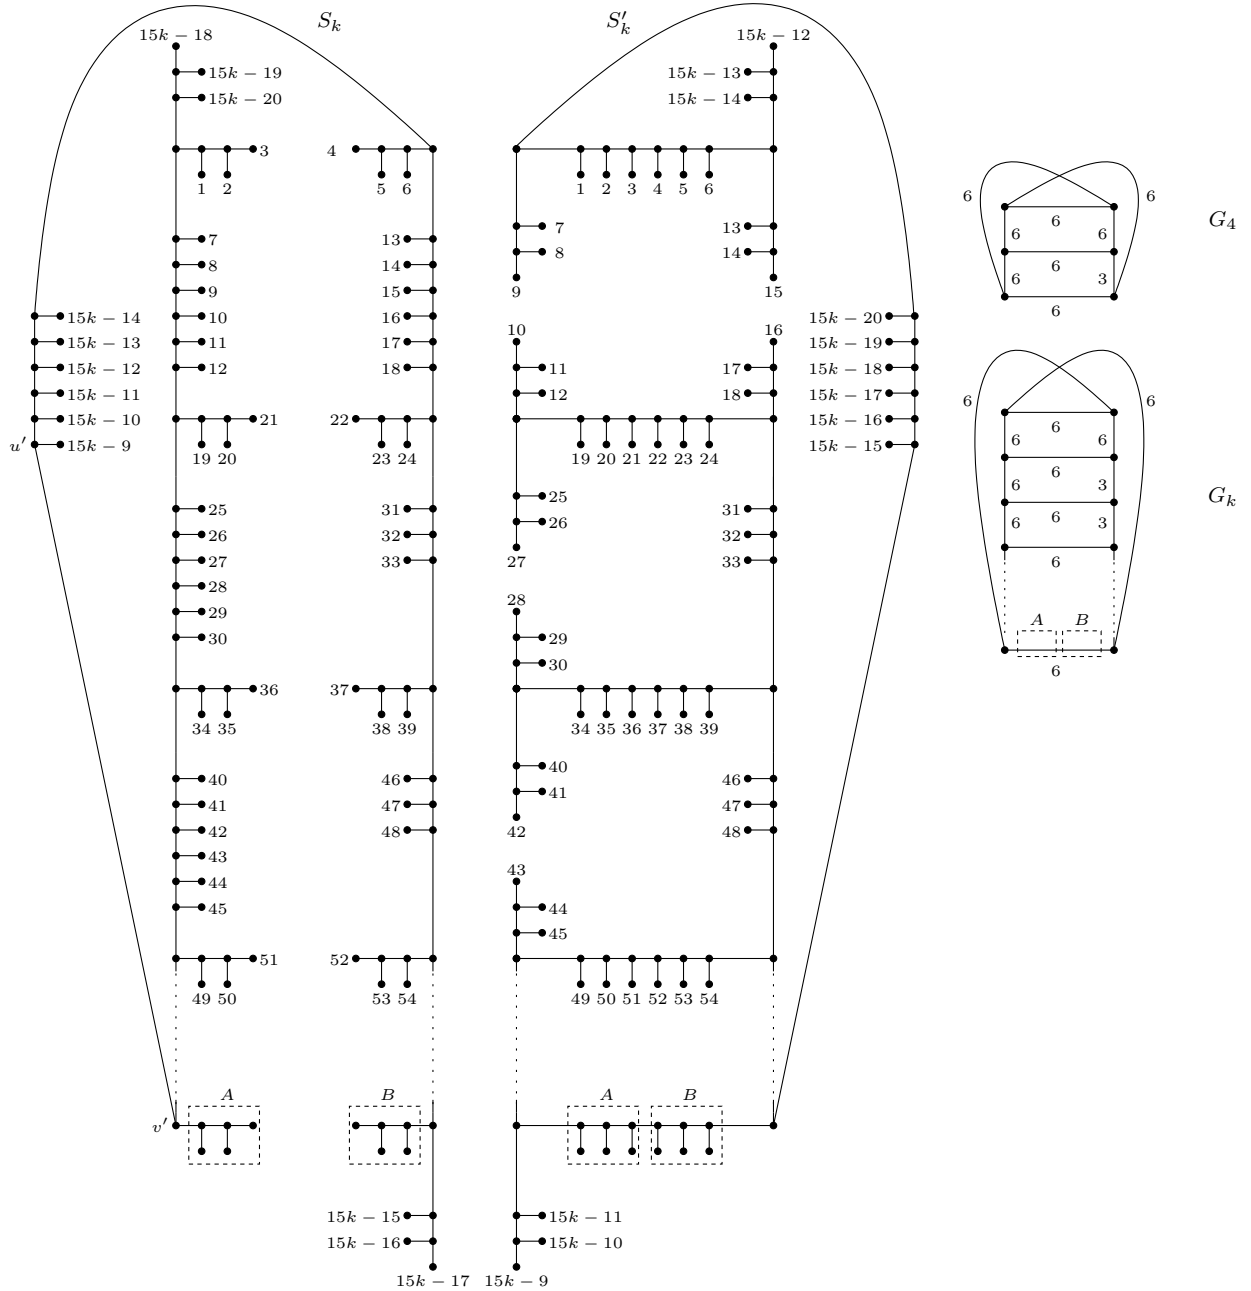 S_k
S'_k
15k − 18
15k − 19
15k − 20
3
1 2
4
5 6
7
8
9
10
11
12
13
14
15
16
17
18
15k − 14
15k − 13
15k − 12
15k − 11
15k − 10
u' 15k − 9
21
19 20
22
23 24
25
26
27
28
29
30
31
32
33
36
34 35
37
38 39
40
41
42
43
44
45
46
47
48
51
49 50
52
53 54
v'
A
B
15k − 15
15k − 16
15k − 17
15k − 12
15k − 13
15k − 14
1 2 3 4 5 6
7
8
9
13
14
15
10
11
12
16
17
18
15k − 20
15k − 19
15k − 18
15k − 17
15k − 16
15k − 15
19 20 21 22 23 24
25
26
27
31
32
33
28
29
30
34 35 36 37 38 39
40
41
42
46
47
48
43
44
45
49 50 51 52 53 54
A
B
15k − 11
15k − 10
15k − 9
6 6
6
6 6
6
6 3
6
G_4
6 6
6
6 6
6
6 3
6
6 3
6
A B
6
G_k